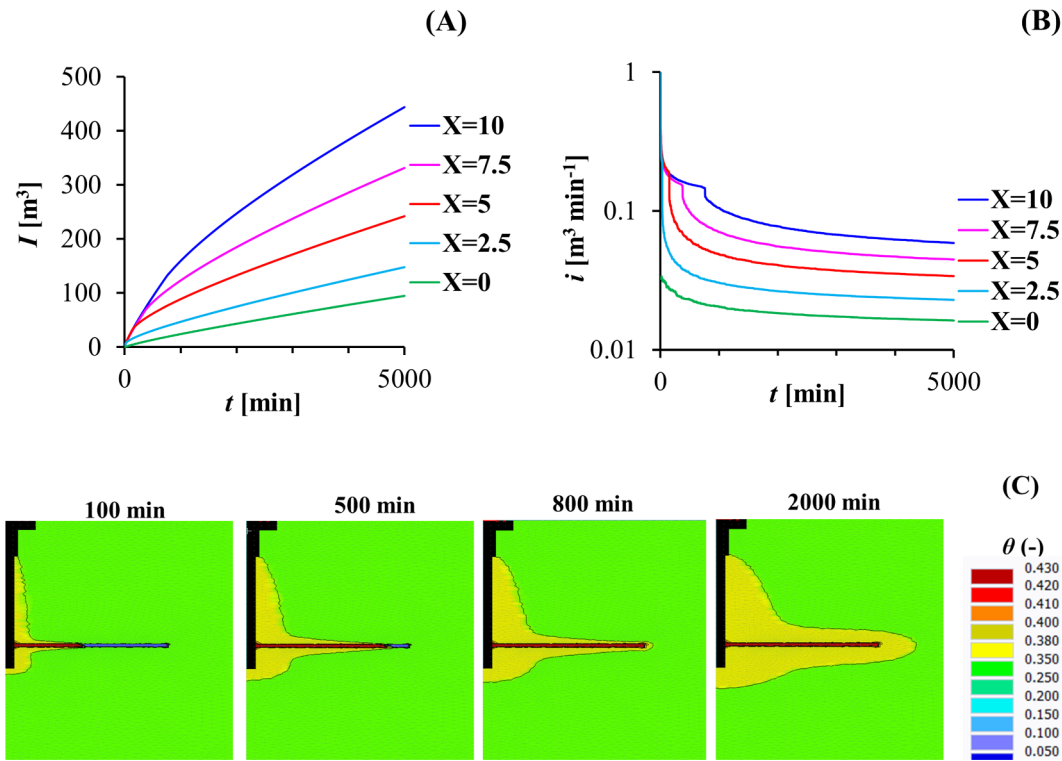 (A)
500
400
300
200
100
0
0
5000
I [m³]
t [min]
X=10
X=7.5
X=5
X=2.5
X=0
(B)
1
0.1
0.01
0
5000
i [m³ min⁻¹]
t [min]
X=10
X=7.5
X=5
X=2.5
X=0
(C)
100 min
500 min
800 min
2000 min
θ (-)
0.430
0.420
0.410
0.400
0.380
0.350
0.250
0.200
0.150
0.100
0.050